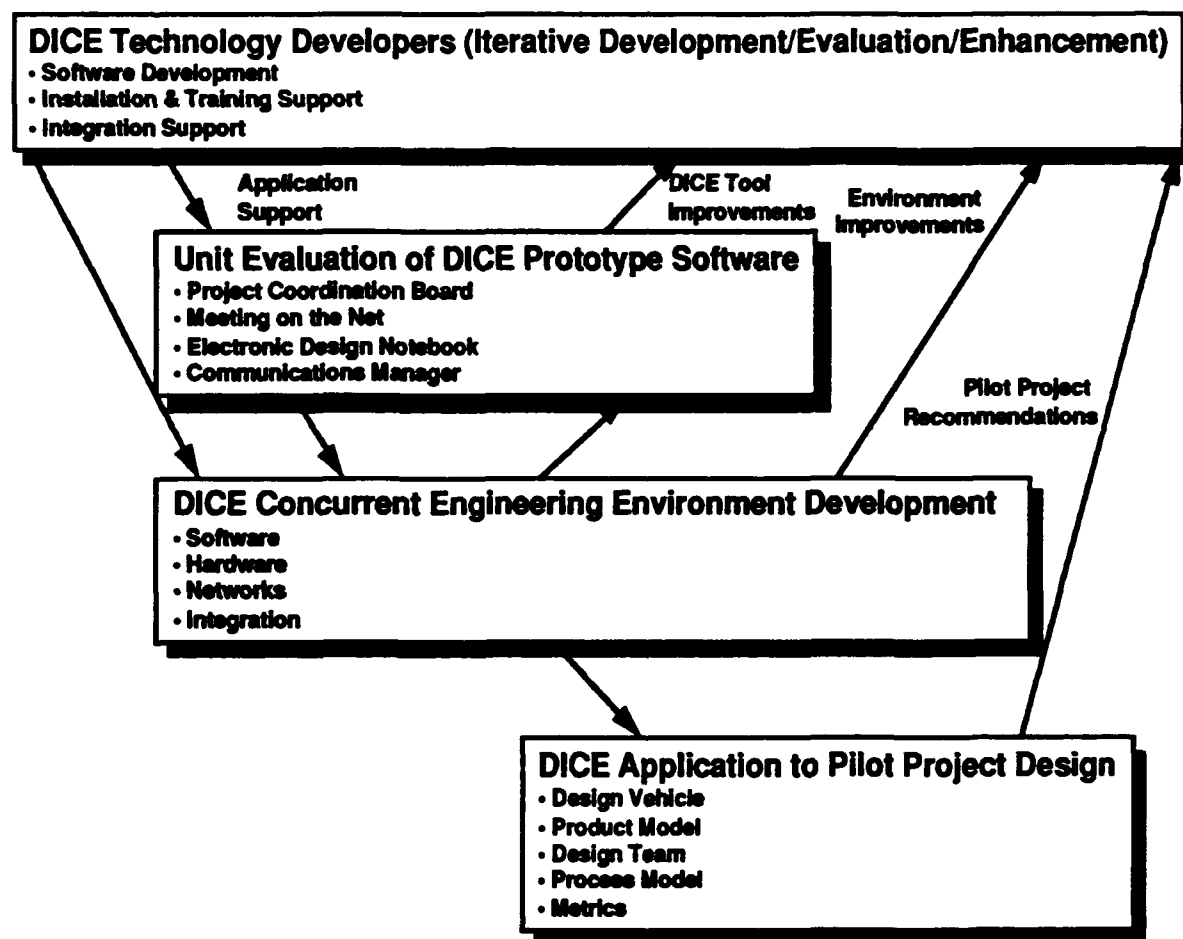 DICE Technology Developers (Iterative Development/Evaluation/Enhancement)
• Software Development
• Installation & Training Support
• Integration Support
Application
Support
DICE Tool
Improvements
Environment
Improvements
Unit Evaluation of DICE Prototype Software
• Project Coordination Board
• Meeting on the Net
• Electronic Design Notebook
• Communications Manager
Pilot Project
Recommendations
DICE Concurrent Engineering Environment Development
• Software
• Hardware
• Networks
• Integration
DICE Application to Pilot Project Design
• Design Vehicle
• Product Model
• Design Team
• Process Model
• Metrics